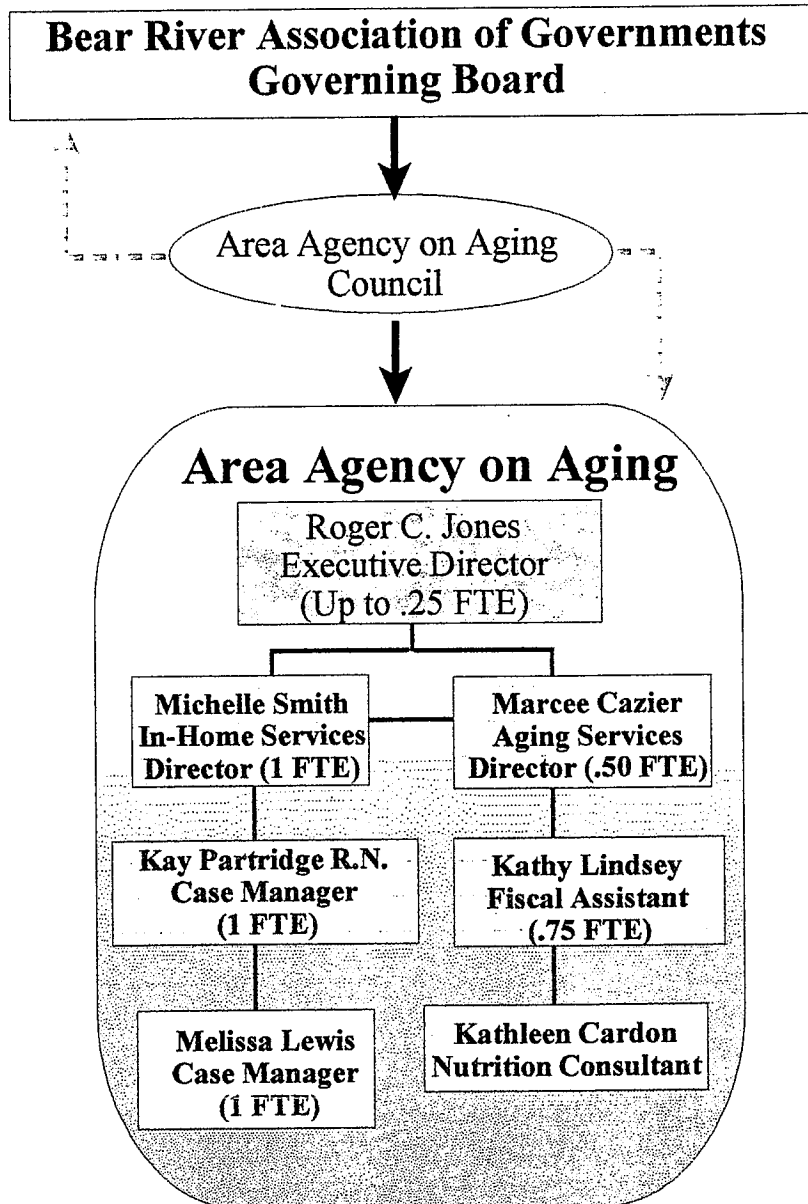 Bear River Association of Governments
Governing Board
Area Agency on Aging
Council
Area Agency on Aging
Roger C. Jones
Executive Director
(Up to .25 FTE)
Michelle Smith
In-Home Services
Director (1 FTE)
Marcee Cazier
Aging Services
Director (.50 FTE)
Kay Partridge R.N.
Case Manager
(1 FTE)
Kathy Lindsey
Fiscal Assistant
(.75 FTE)
Melissa Lewis
Case Manager
(1 FTE)
Kathleen Cardon
Nutrition Consultant